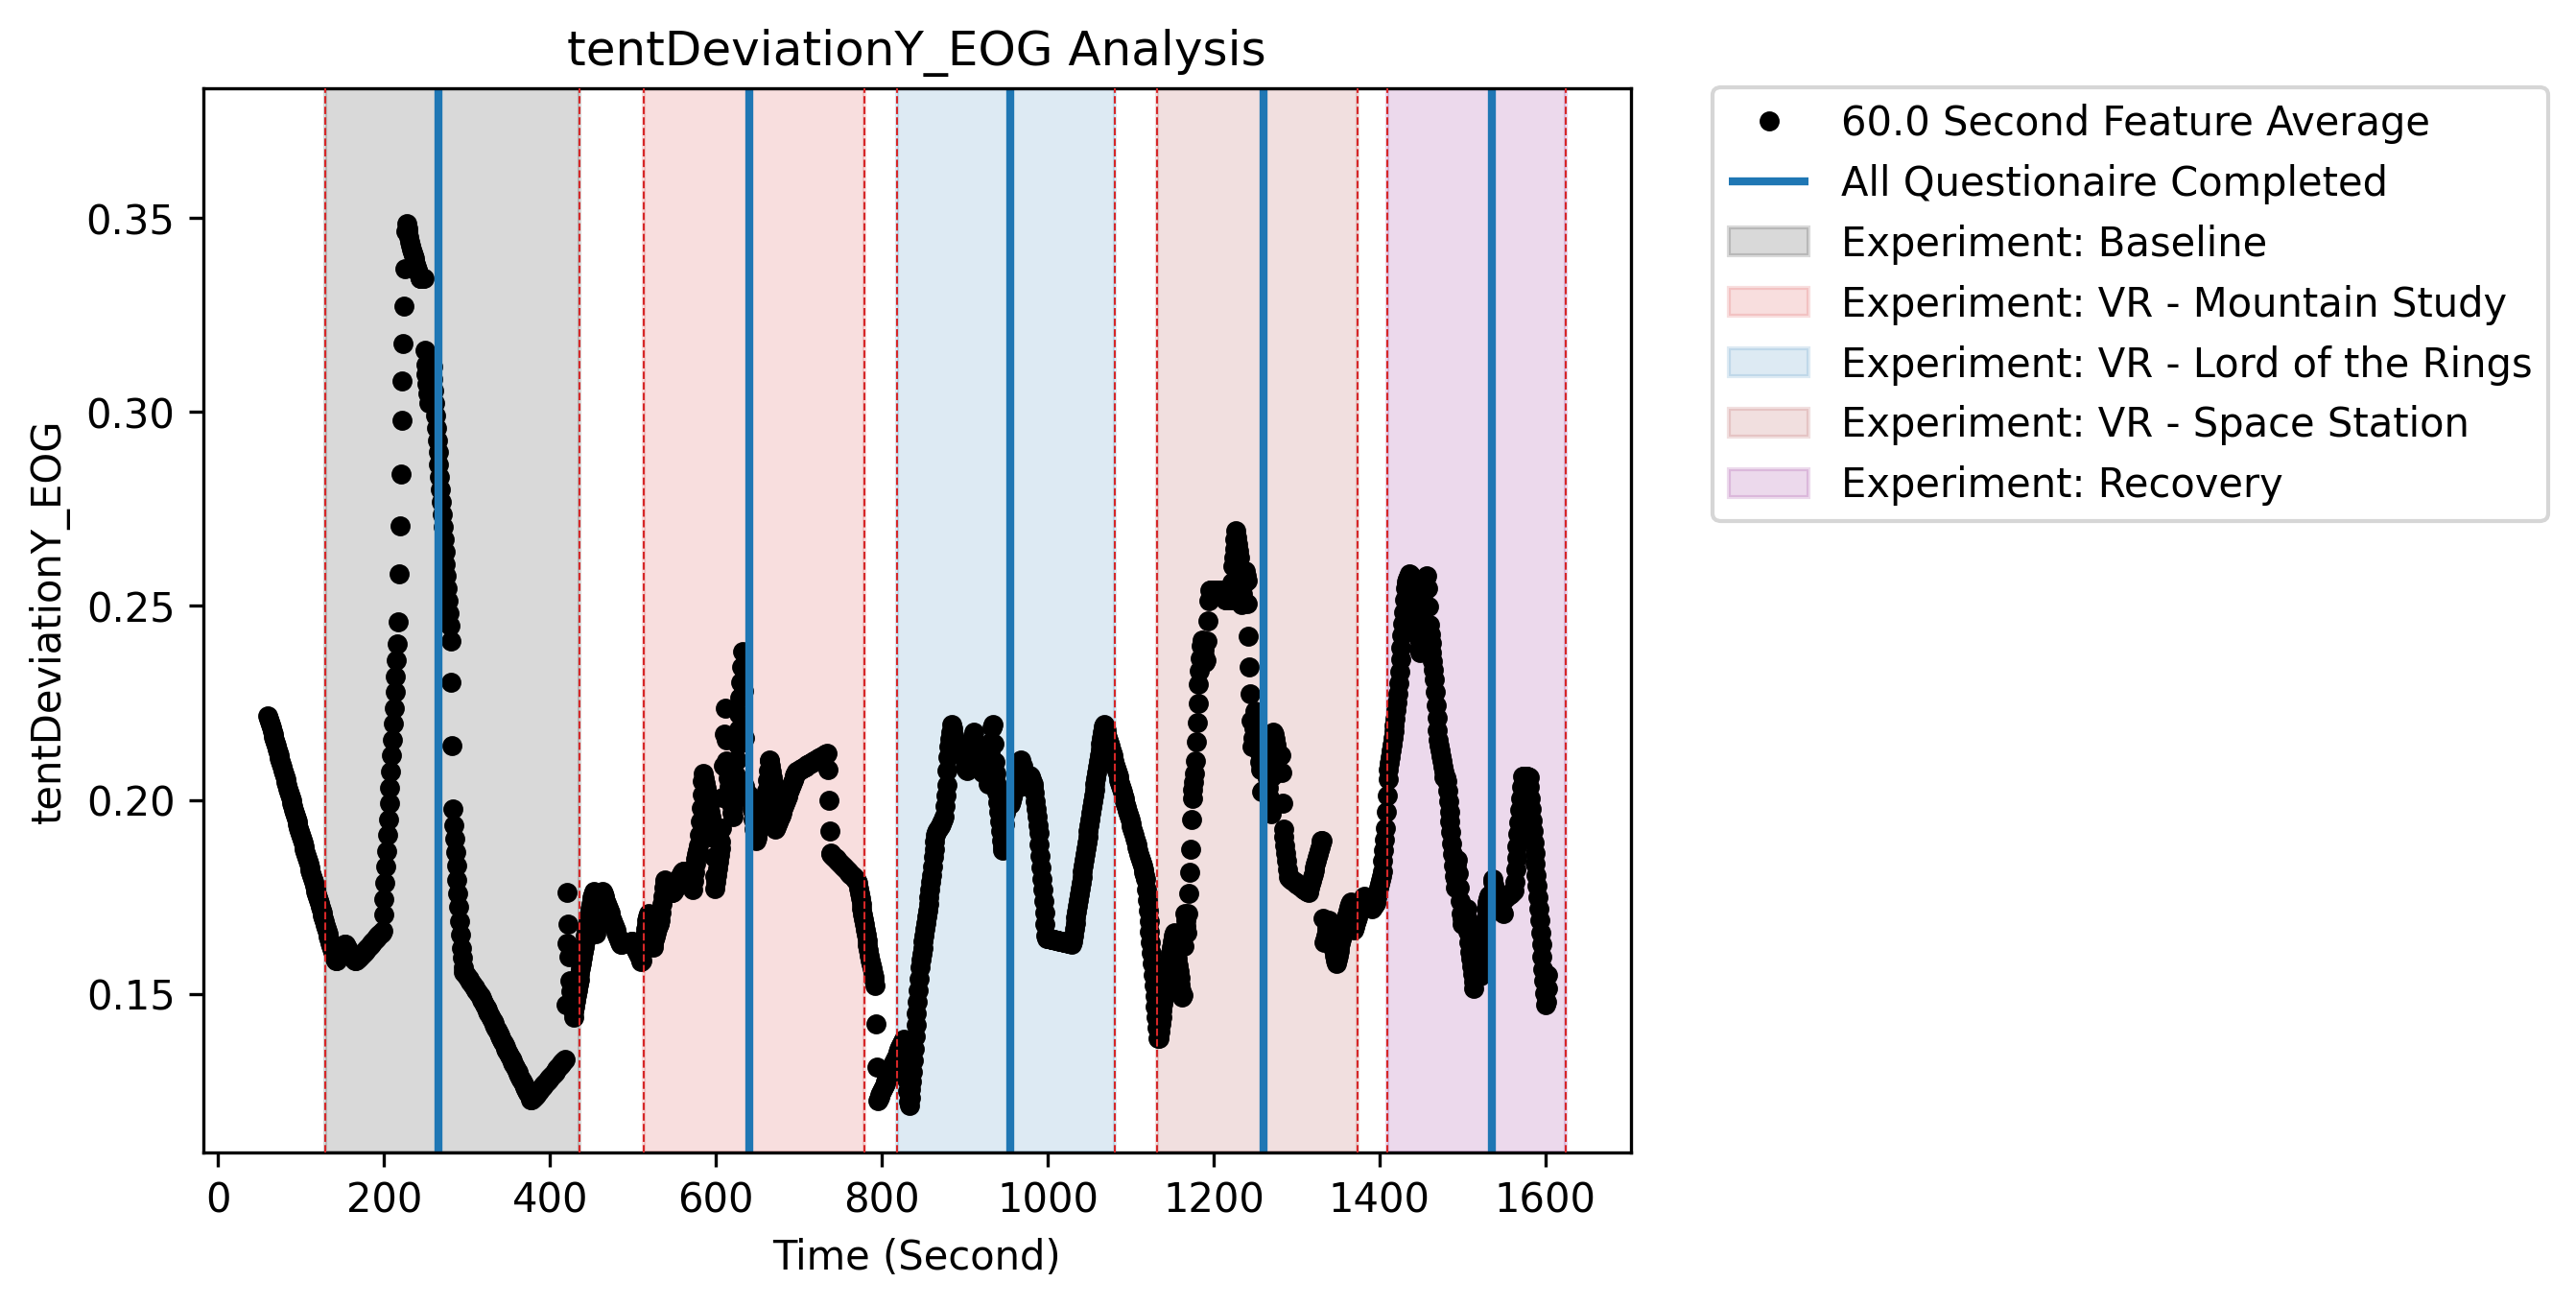 tentDeviationY_EOG Analysis
tentDeviationY_EOG
0.35
0.30
0.25
0.20
0.15
0 200 400 600 800 1000 1200 1400 1600
Time (Second)
60.0 Second Feature Average
All Questionaire Completed
Experiment: Baseline
Experiment: VR - Mountain Study
Experiment: VR - Lord of the Rings
Experiment: VR - Space Station
Experiment: Recovery